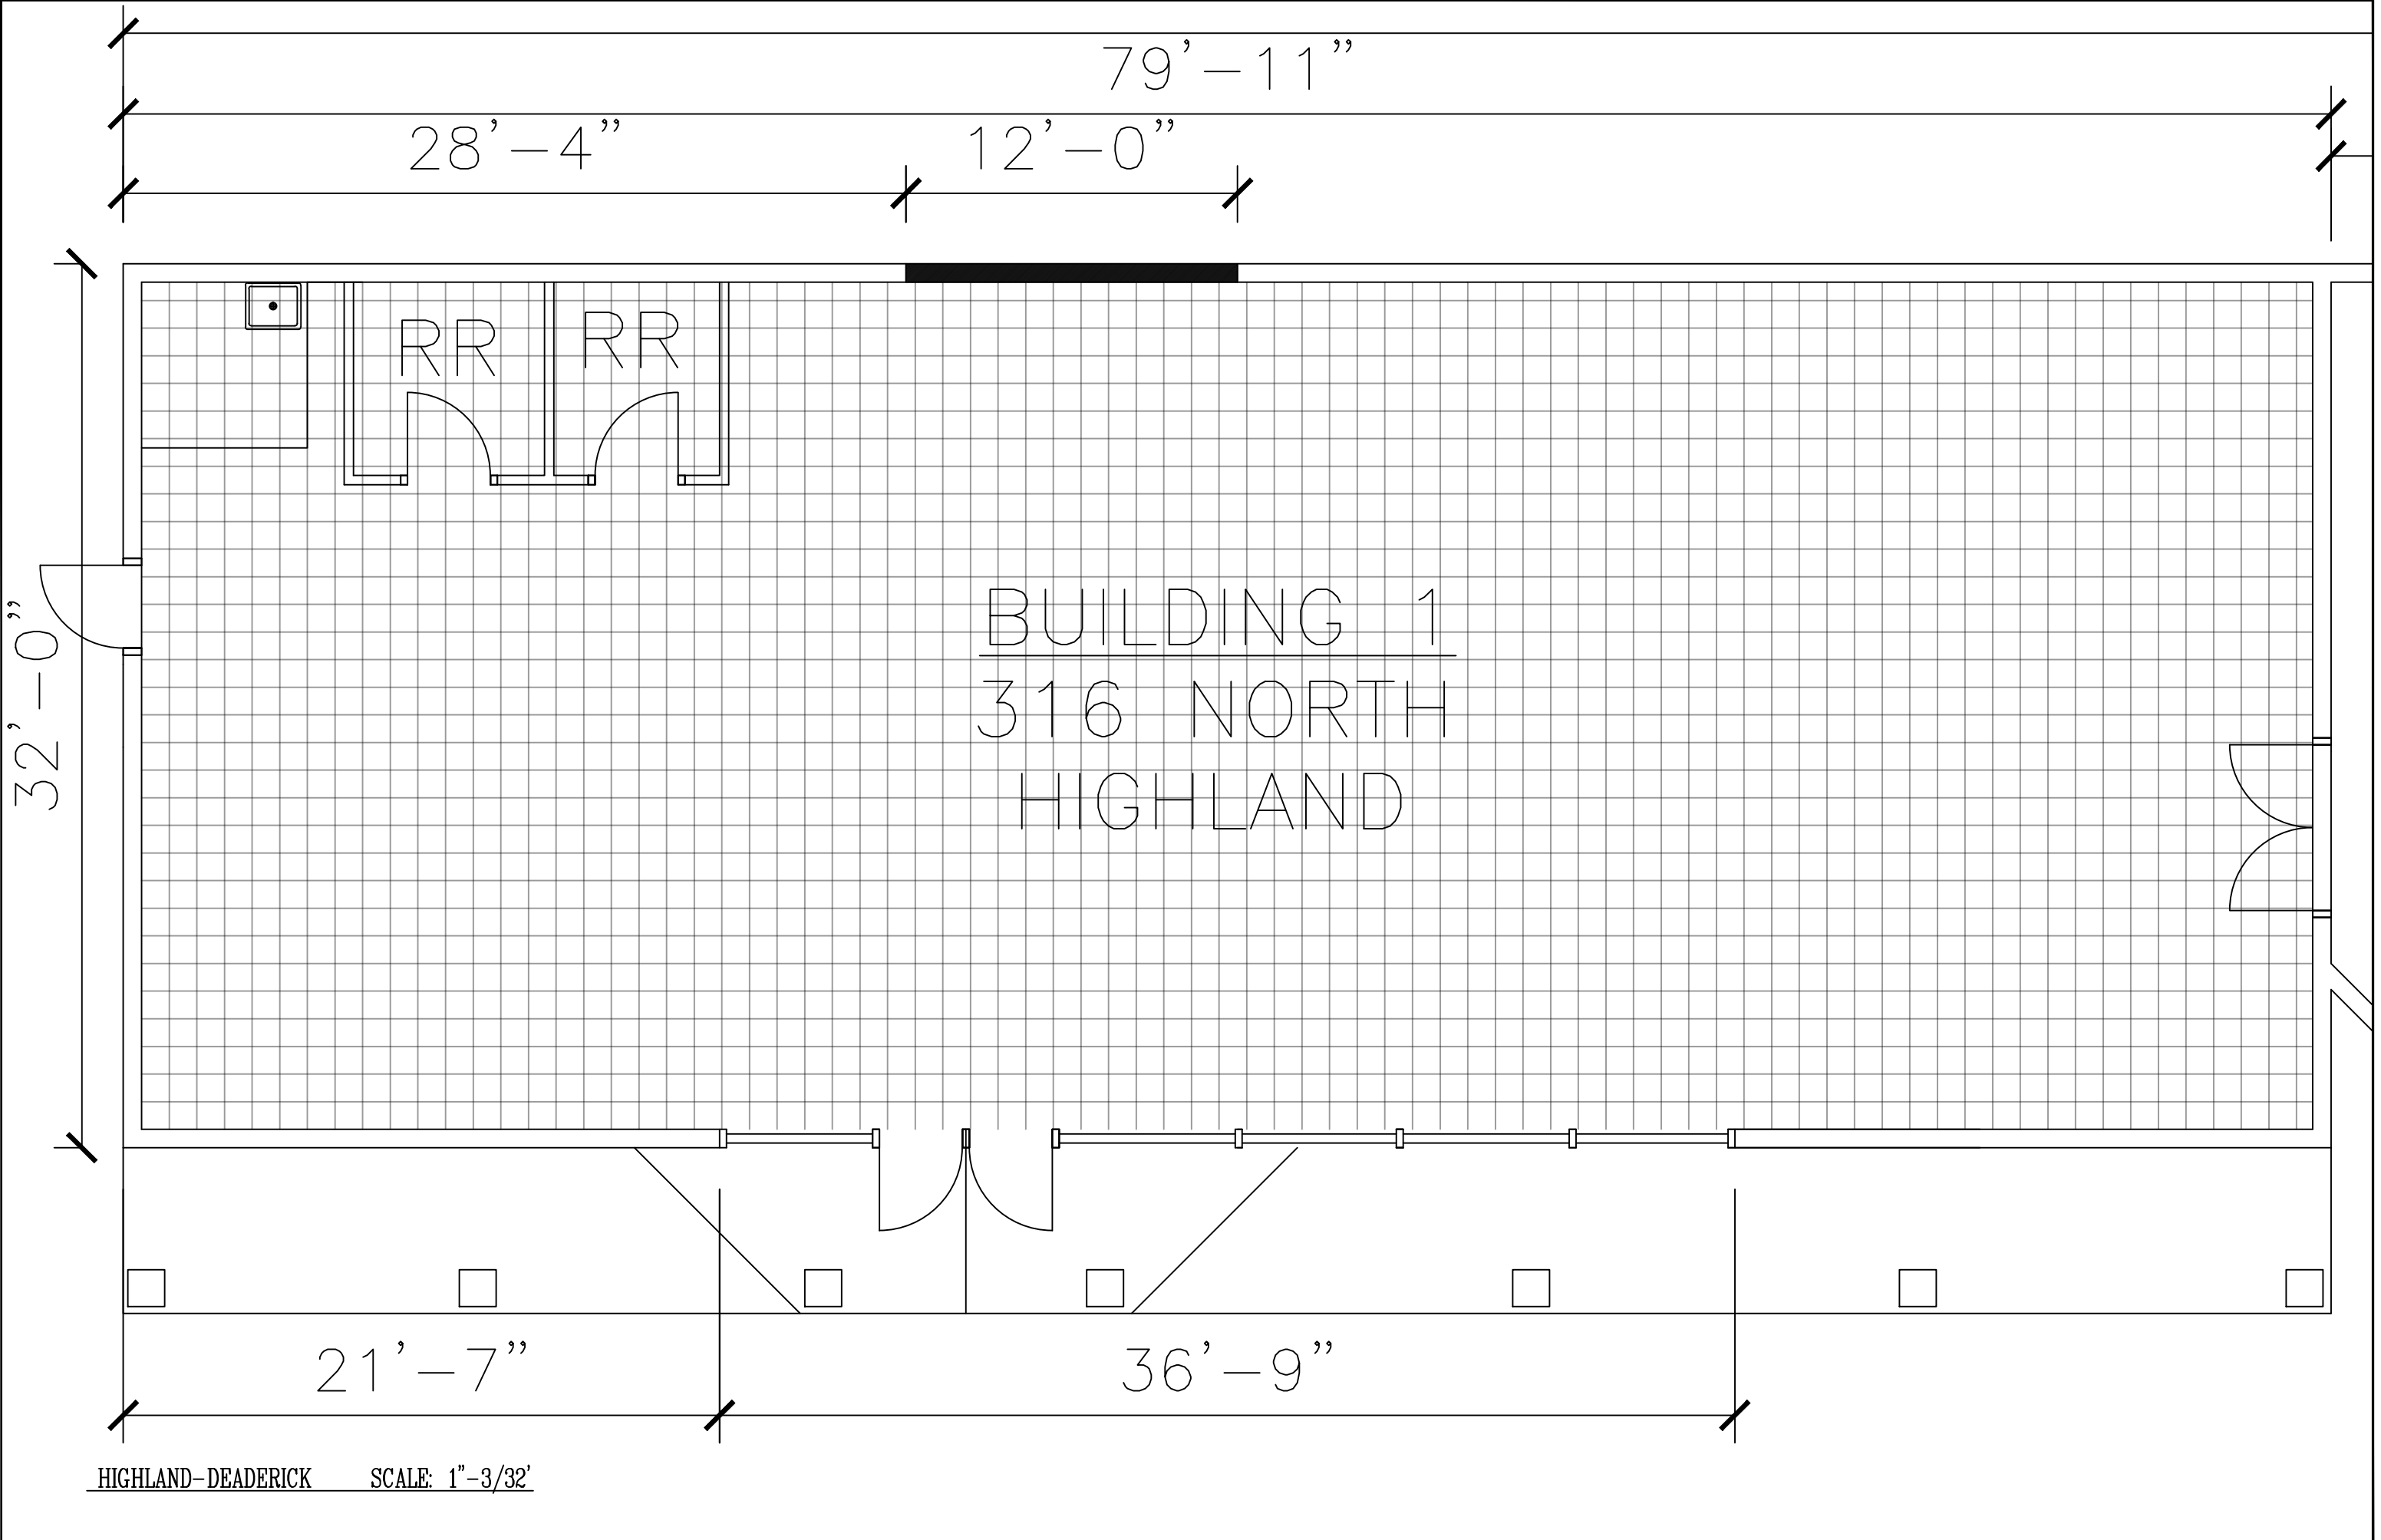 79'-11"
28'-4" 12'-0"
RR RR
32'-0"
BUILDING 1
316 NORTH
HIGHLAND
21'-7" 36'-9"
HIGHLAND-DEADERICK SCALE: 1"-3/32'